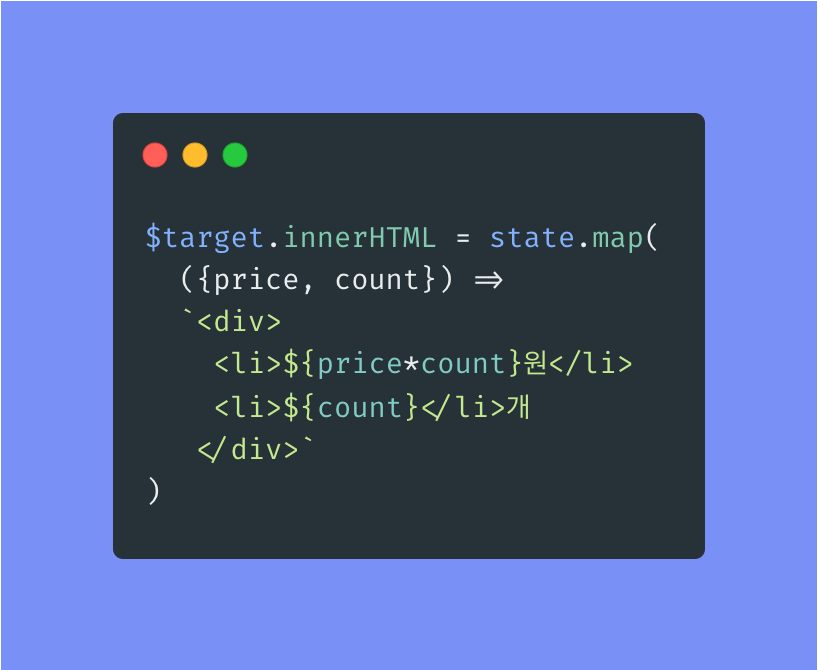 $target.innerHTML = state.map(
  ({price, count}) =>
  `<div>
    <li>${price*count}원</li>
    <li>${count}</li>개
   </div>`
)